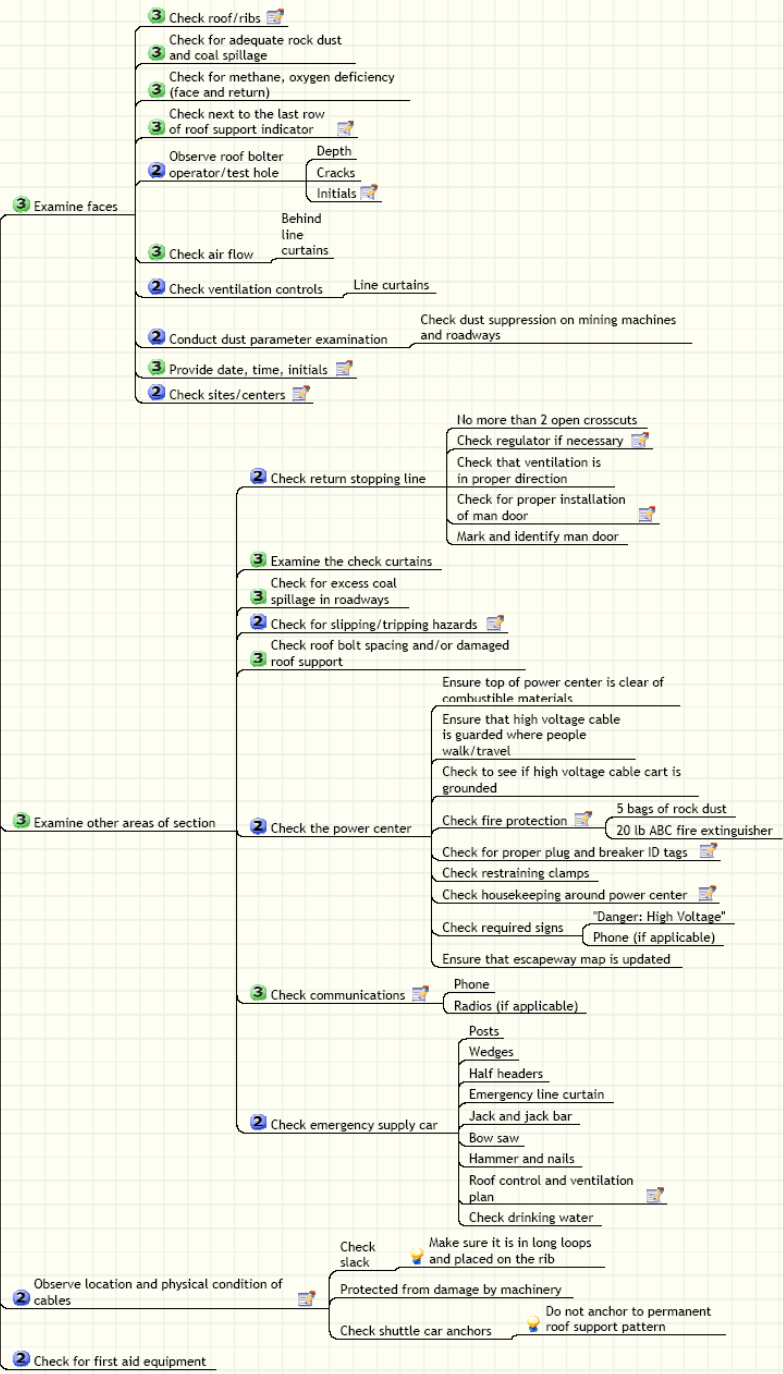 3 Check roof/ribs
3 Check for adequate rock dust
and coal spillage
3 Check for methane, oxygen deficiency
(face and return)
3 Check next to the last row
of roof support indicator
2 Observe roof bolter
operator/test hole
Depth
Cracks
Initials
3 Examine faces
3 Check air flow
Behind
line
curtains
2 Check ventilation controls
Line curtains
2 Conduct dust parameter examination
Check dust suppression on mining machines
and roadways
3 Provide date, time, initials
2 Check sites/centers
2 Check return stopping line
No more than 2 open crosscuts
Check regulator if necessary
Check that ventilation is
in proper direction
Check for proper installation
of man door
Mark and identify man door
3 Examine the check curtains
3 Check for excess coal
spillage in roadways
2 Check for slipping/tripping hazards
3 Check roof bolt spacing and/or damaged
roof support
3 Examine other areas of section
2 Check the power center
Ensure top of power center is clear of
combustible materials
Ensure that high voltage cable
is guarded where people
walk/travel
Check to see if high voltage cable cart is
grounded
Check fire protection
5 bags of rock dust
20 lb ABC fire extinguisher
Check for proper plug and breaker ID tags
Check restraining clamps
Check housekeeping around power center
Check required signs
"Danger: High Voltage"
Phone (if applicable)
Ensure that escapeway map is updated
3 Check communications
Phone
Radios (if applicable)
2 Check emergency supply car
Posts
Wedges
Half headers
Emergency line curtain
Jack and jack bar
Bow saw
Hammer and nails
Roof control and ventilation
plan
Check drinking water
2 Observe location and physical condition of
cables
Check
slack
Make sure it is in long loops
and placed on the rib
Protected from damage by machinery
Check shuttle car anchors
Do not anchor to permanent
roof support pattern
2 Check for first aid equipment